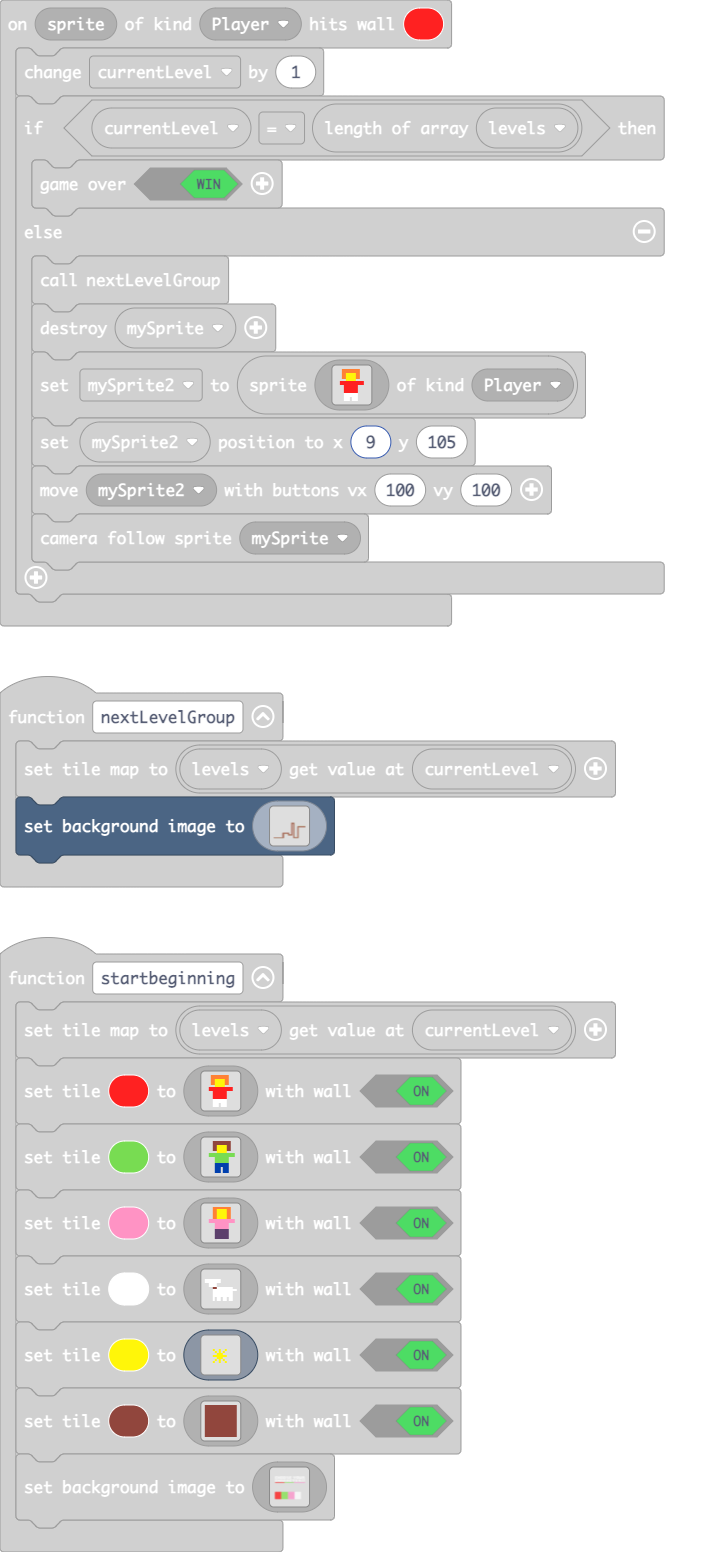 on sprite of kind Player hits wall
change currentLevel by 1
if currentLevel = length of array levels then
game over WIN
else
call nextLevelGroup
destroy mySprite
set mySprite2 to sprite of kind Player
set mySprite2 position to x 9 y 105
move mySprite2 with buttons vx 100 vy 100
camera follow sprite mySprite
function nextLevelGroup
set tile map to levels get value at currentLevel
set background image to
function startbeginning
set tile map to levels get value at currentLevel
set tile to with wall ON
set tile to with wall ON
set tile to with wall ON
set tile to with wall ON
set tile to with wall ON
set tile to with wall ON
set background image to